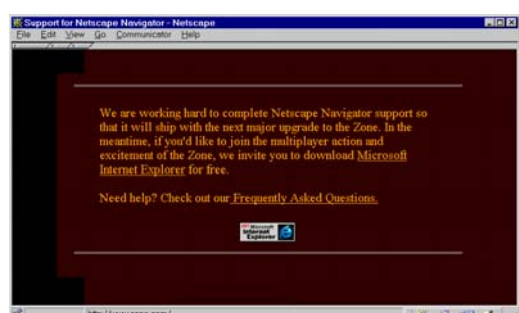 Support for Netscape Navigator - Netscape
File Edit View Go Communicator Help
We are working hard to complete Netscape Navigator support so
that it will ship with the next major upgrade to the Zone. In the
meantime, if you'd like to join the multiplayer action and
excitement of the Zone, we invite you to download Microsoft
Internet Explorer for free.
Need help? Check out our Frequently Asked Questions.
Microsoft
Internet
Explorer